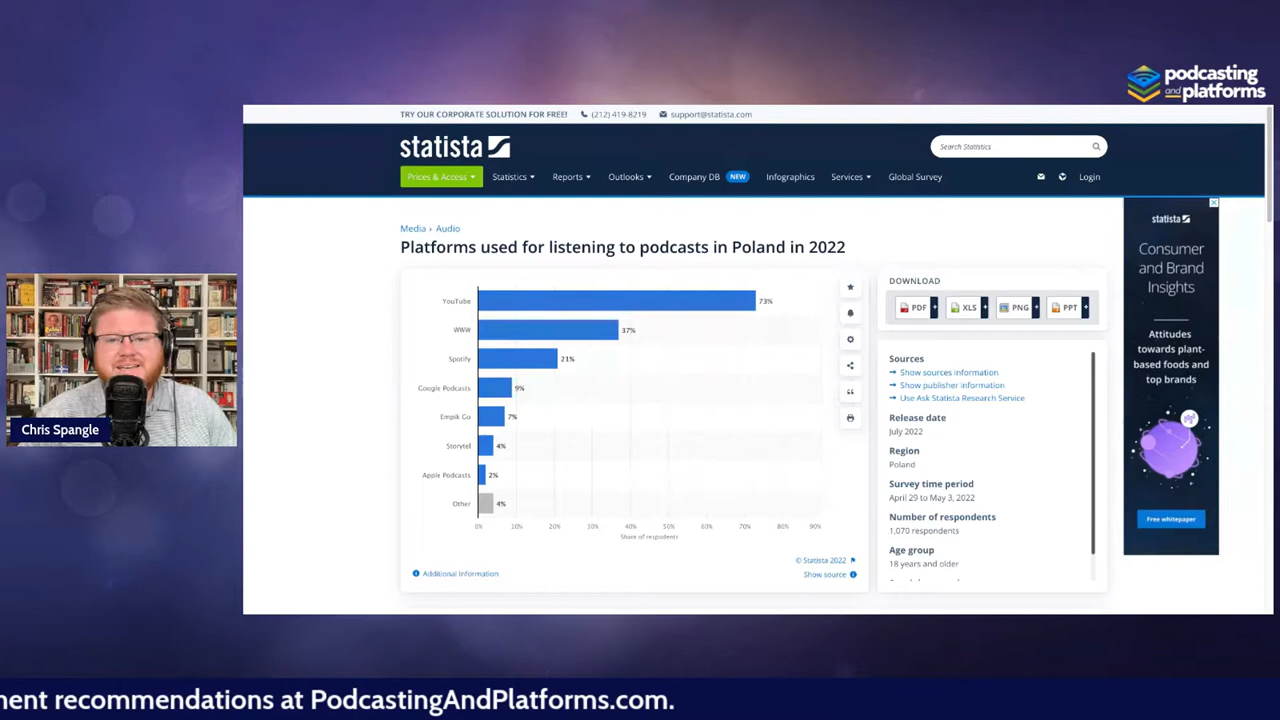 podcasting
and platforms
TRY OUR CORPORATE SOLUTION FOR FREE! (212) 419-8219 support@statista.com
statista
Search Statistics
Prices & Access Statistics Reports Outlooks Company DB NEW Infographics Services Global Survey Login
Media › Audio
Platforms used for listening to podcasts in Poland in 2022
YouTube 73%
WWW 37%
Spotify 21%
Google Podcasts 9%
Empik Go 7%
Storytel 4%
Apple Podcasts 2%
Other 4%
0% 10% 20% 30% 40% 50% 60% 70% 80% 90%
Share of respondents
© Statista 2022
Additional Information
Show source
DOWNLOAD
PDF + XLS + PNG + PPT +
Sources
Show sources information
Show publisher information
Use Ask Statista Research Service
Release date
July 2022
Region
Poland
Survey time period
April 29 to May 3, 2022
Number of respondents
1,070 respondents
Age group
18 years and older
statista
Consumer
and Brand
Insights
Attitudes
towards plant-
based foods and
top brands
Free whitepaper
Chris Spangle
recommendations at PodcastingAndPlatforms.com.